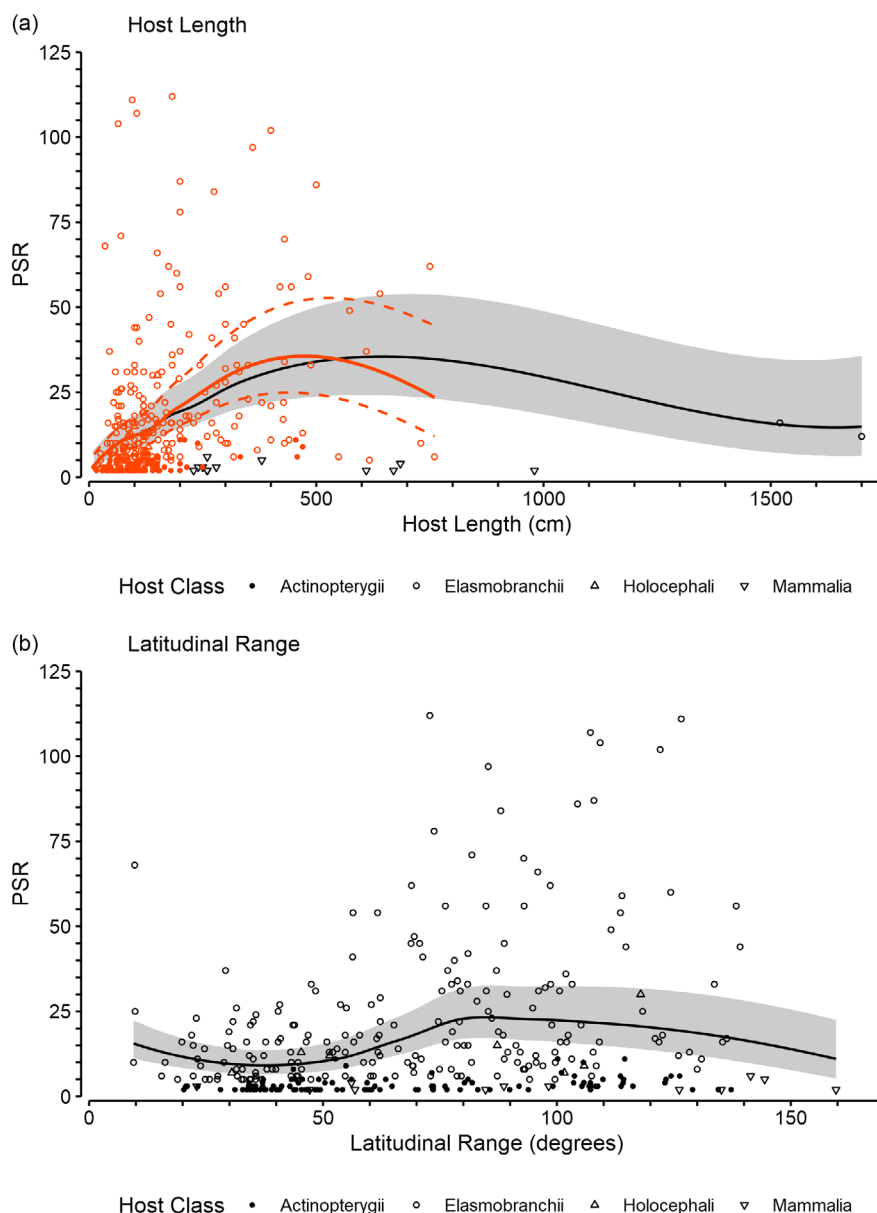 (a) Host Length
125
100
75
50
25
0
PSR
0 500 1000 1500
Host Length (cm)
Host Class Actinopterygii Elasmobranchii Holocephali Mammalia
(b) Latitudinal Range
125
100
75
50
25
0
PSR
0 50 100 150
Latitudinal Range (degrees)
Host Class Actinopterygii Elasmobranchii Holocephali Mammalia